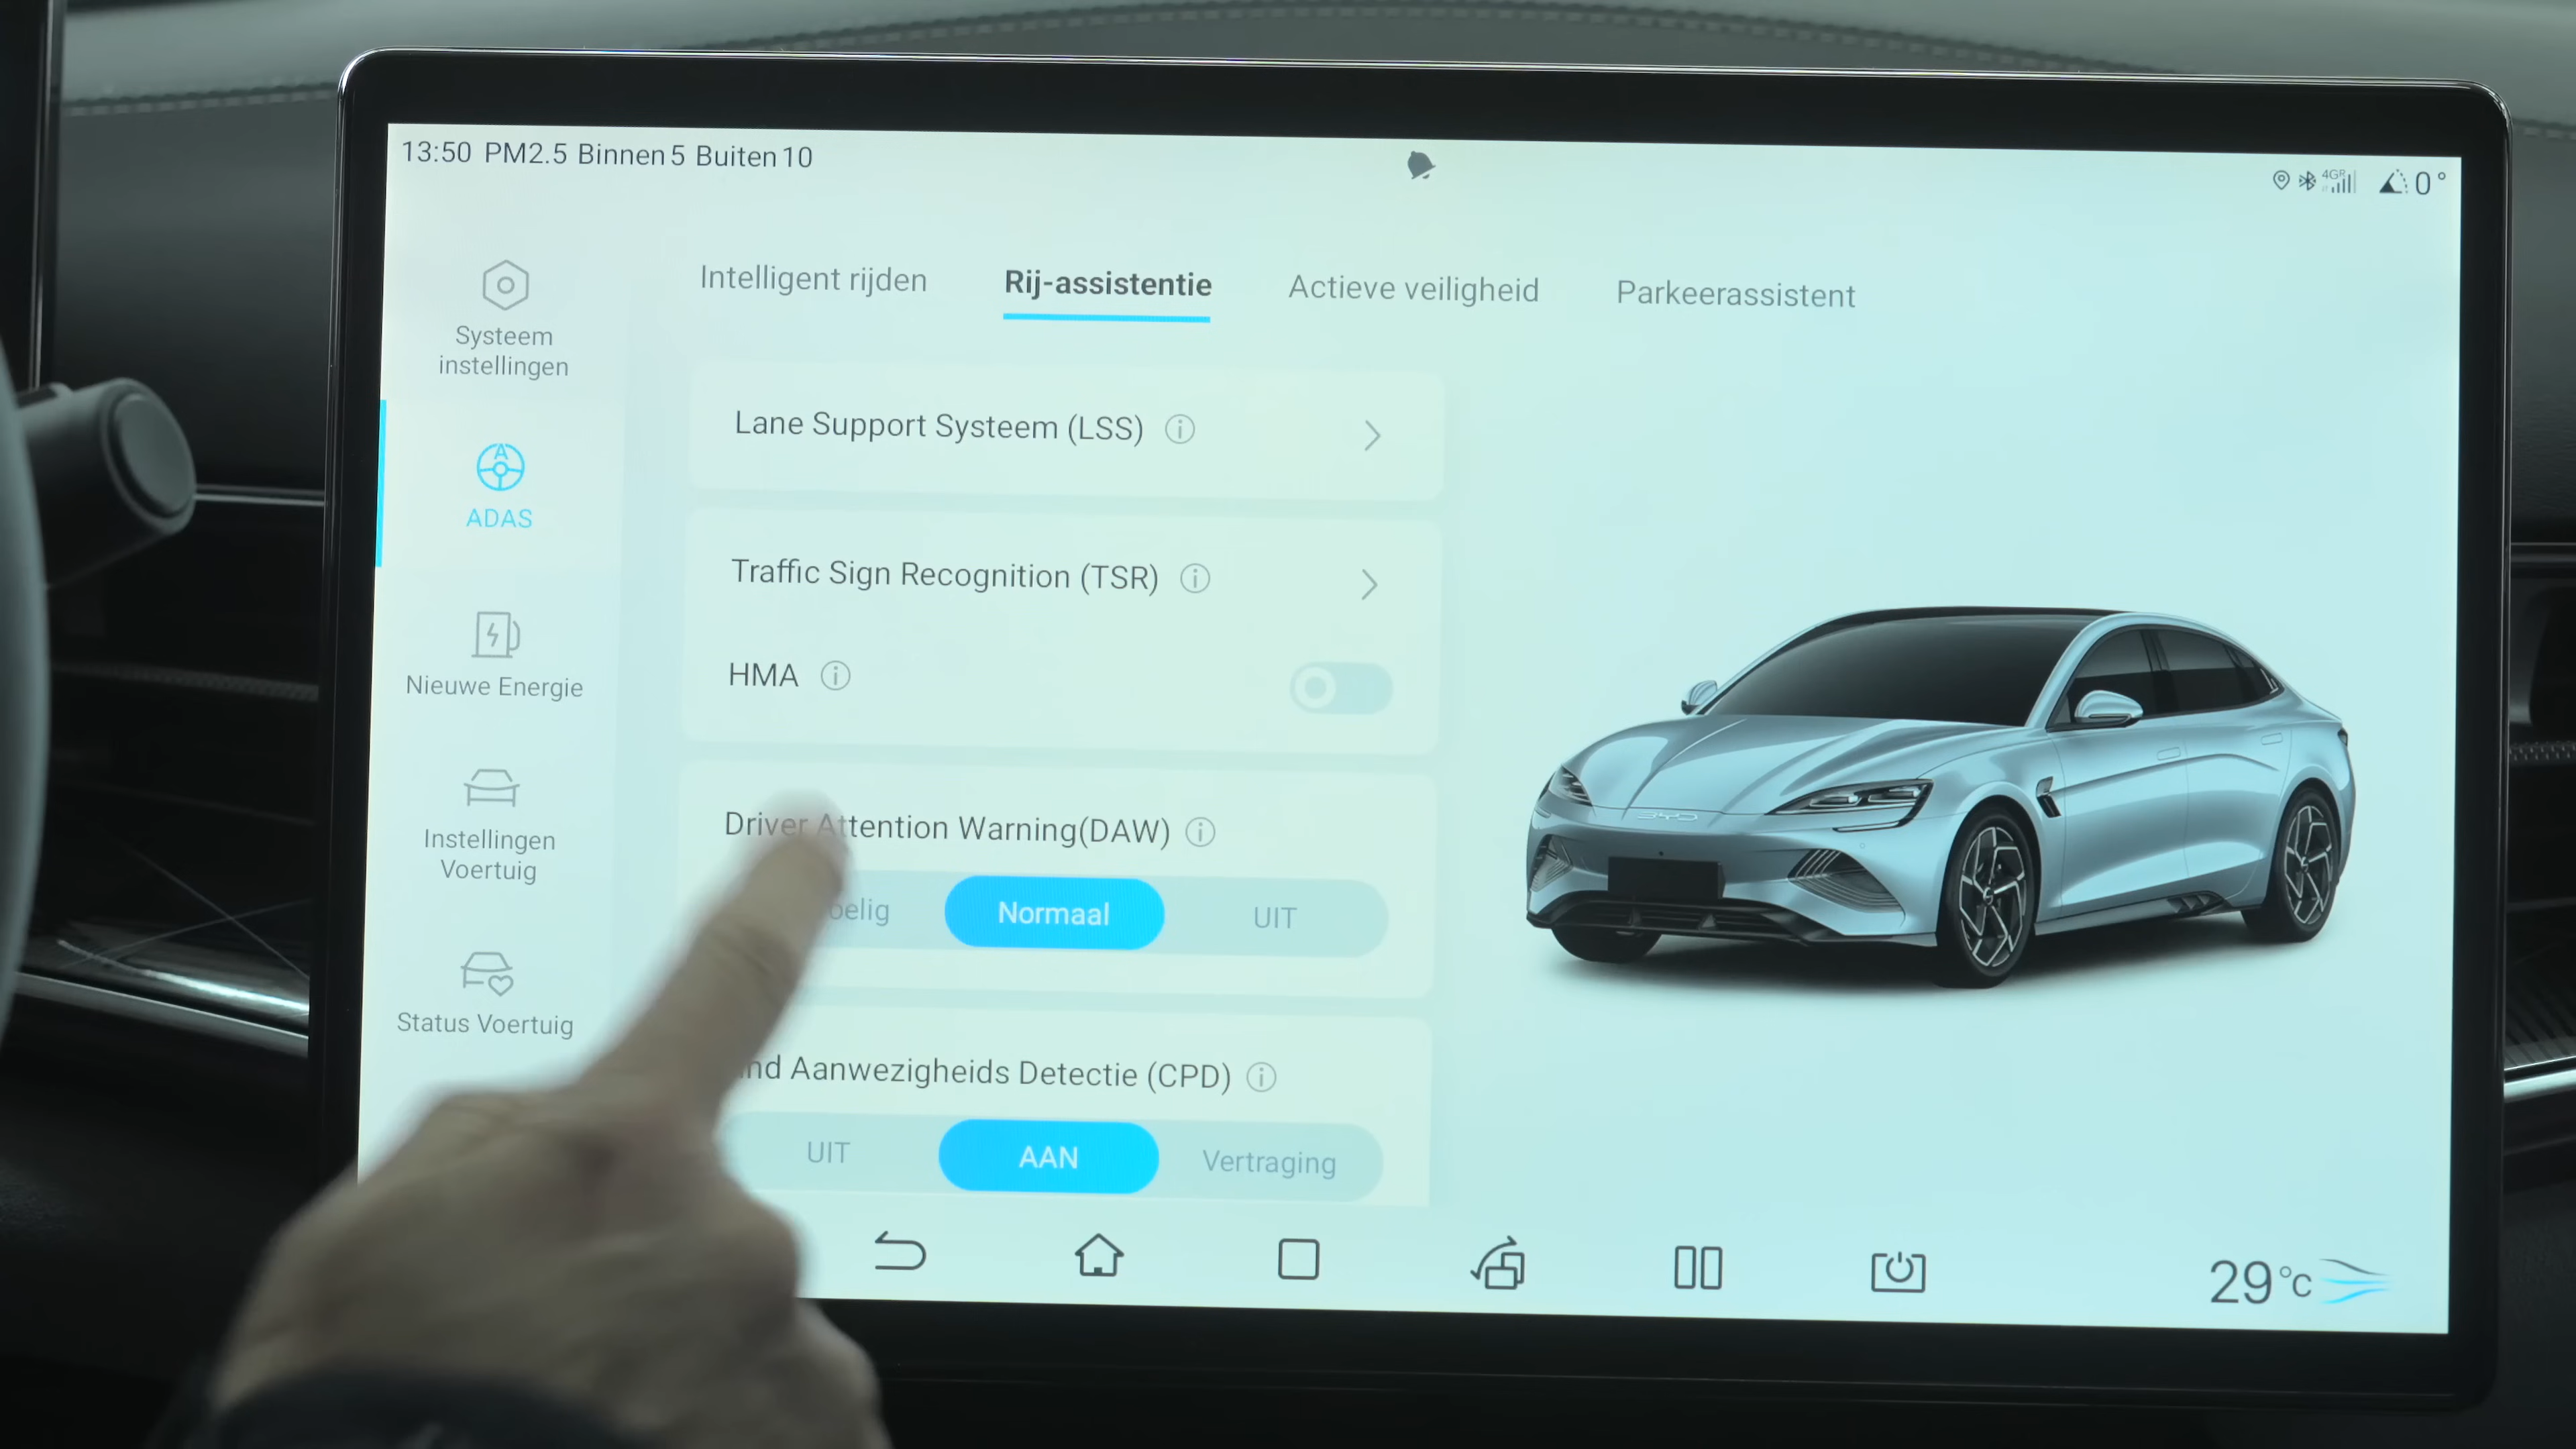 13:50 PM2.5 Binnen 5 Buiten 10
4G
0°
Systeem
instellingen
ADAS
Nieuwe Energie
Instellingen
Voertuig
Status Voertuig
Intelligent rijden
Rij-assistentie
Actieve veiligheid
Parkeerassistent
Lane Support Systeem (LSS)
Traffic Sign Recognition (TSR)
HMA
Driver Attention Warning(DAW)
Normaal
UIT
Aanwezigheids Detectie (CPD)
UIT
AAN
Vertraging
BYD
29°C